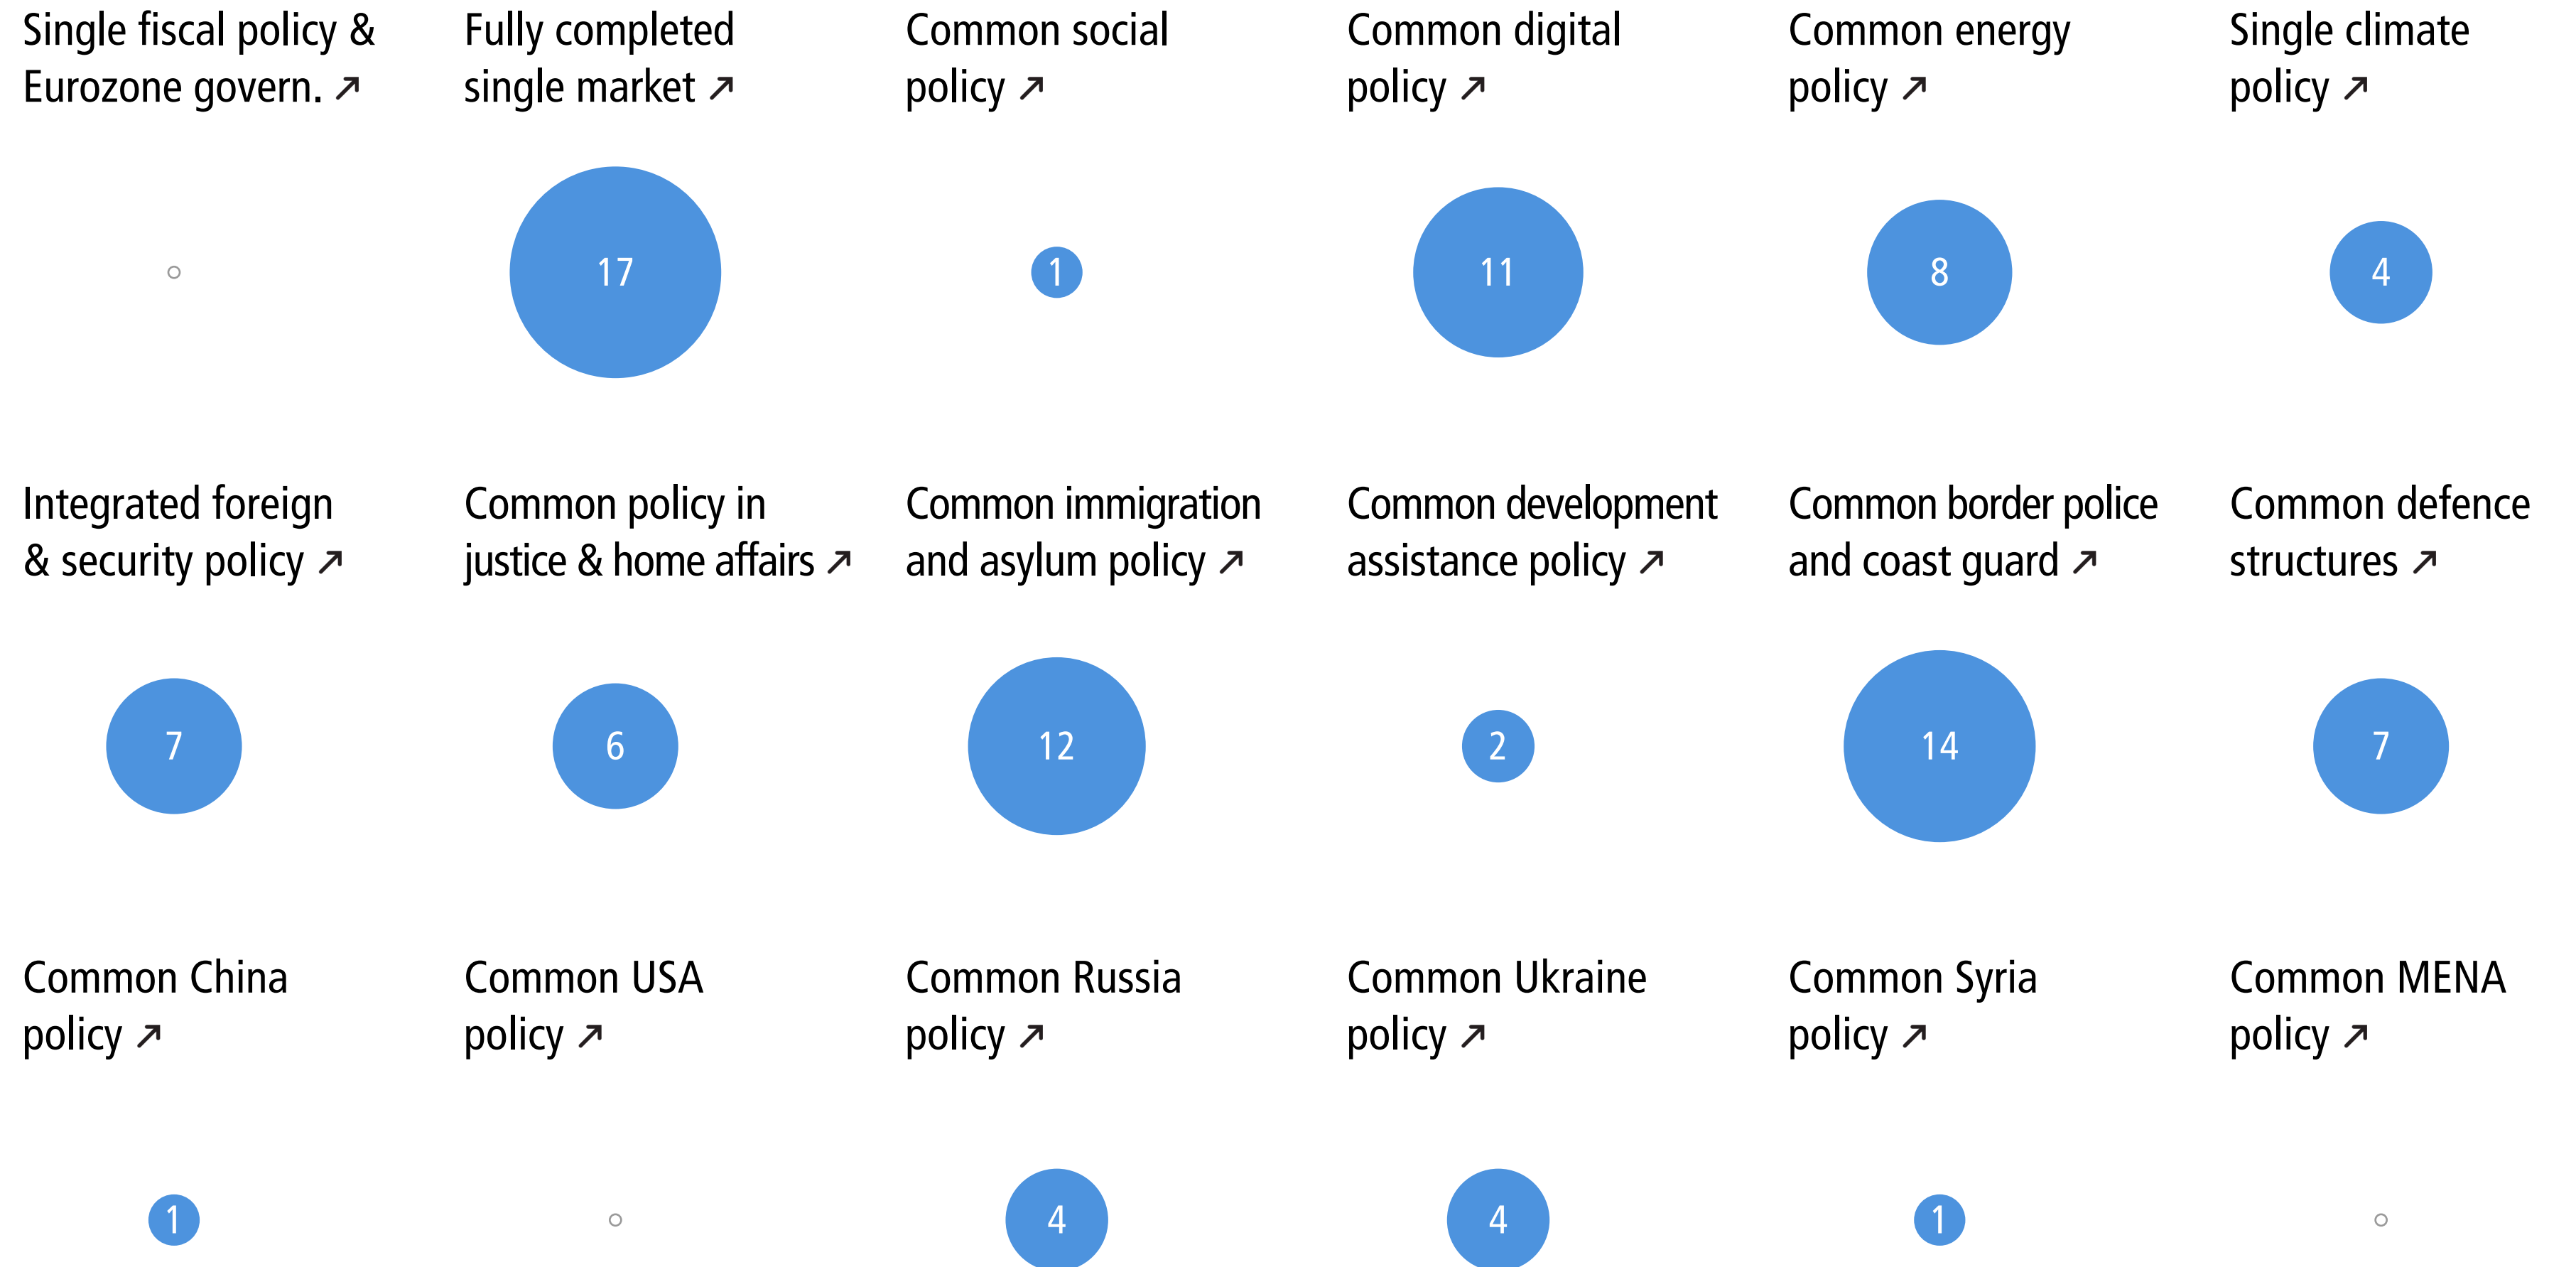 Single fiscal policy &
Eurozone govern. ↗
Fully completed
single market ↗
Common social
policy ↗
Common digital
policy ↗
Common energy
policy ↗
Single climate
policy ↗
17
1
11
8
4
Integrated foreign
& security policy ↗
Common policy in
justice & home affairs ↗
Common immigration
and asylum policy ↗
Common development
assistance policy ↗
Common border police
and coast guard ↗
Common defence
structures ↗
7
6
12
2
14
7
Common China
policy ↗
Common USA
policy ↗
Common Russia
policy ↗
Common Ukraine
policy ↗
Common Syria
policy ↗
Common MENA
policy ↗
1
4
4
1